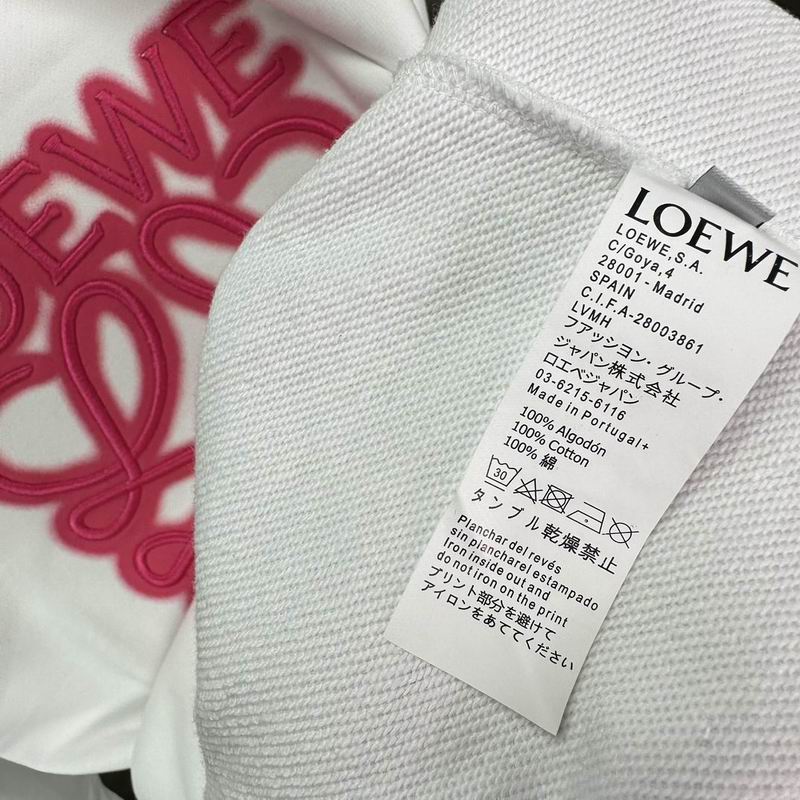 LOEWE
LOEWE
LOEWE,S.A.
C/Goya,4
28001-Madrid
SPAIN
C.I.F.A-28003861
LVMH
フアッシヨン・グループ・
ジャパン株式会社
ロエベジャパン
03-6215-6116
Made in Portugal+
100% Algodón
100% Cotton
100% 綿
30
タンブル乾燥禁止
Planchar del revés
sin plancharel estampado
Iron inside out and
do not iron on the print
プリント部分を避けて
アイロンをあててください